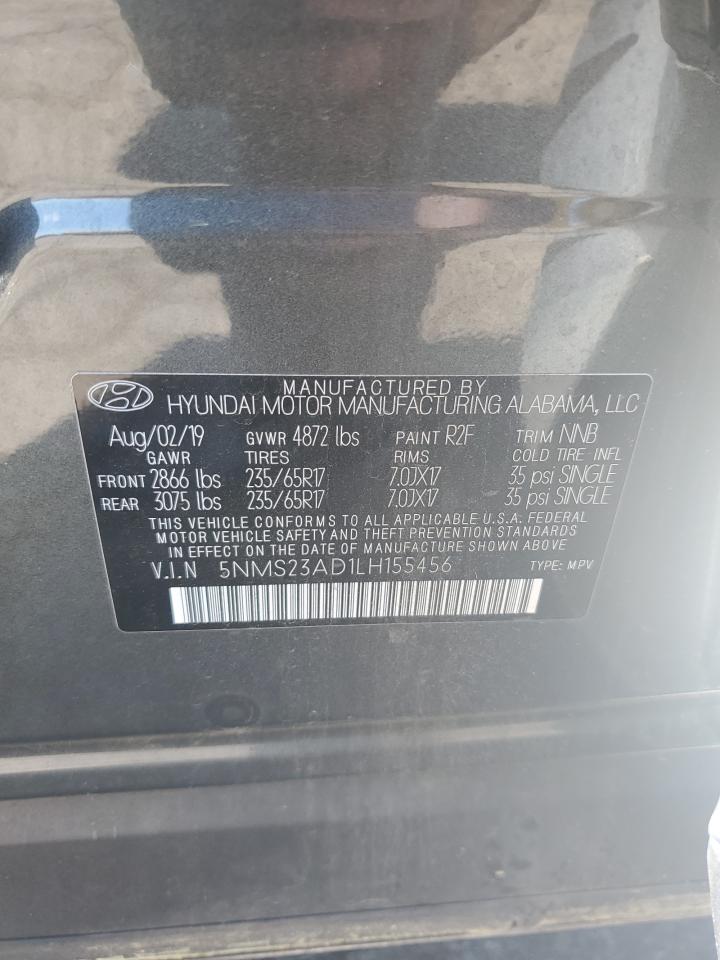 MANUFACTURED BY
HYUNDAI MOTOR MANUFACTURING ALABAMA, LLC
Aug/02/19 GVWR 4872 lbs PAINT R2F TRIM NNB
GAWR TIRES RIMS COLD TIRE INFL
FRONT 2866 lbs 235/65R17 7.0JX17 35 psi SINGLE
REAR 3075 lbs 235/65R17 7.0JX17 35 psi SINGLE
THIS VEHICLE CONFORMS TO ALL APPLICABLE U.S.A. FEDERAL
MOTOR VEHICLE SAFETY AND THEFT PREVENTION STANDARDS
IN EFFECT ON THE DATE OF MANUFACTURE SHOWN ABOVE
V.I.N 5NMS23AD1LH155456 TYPE: MPV